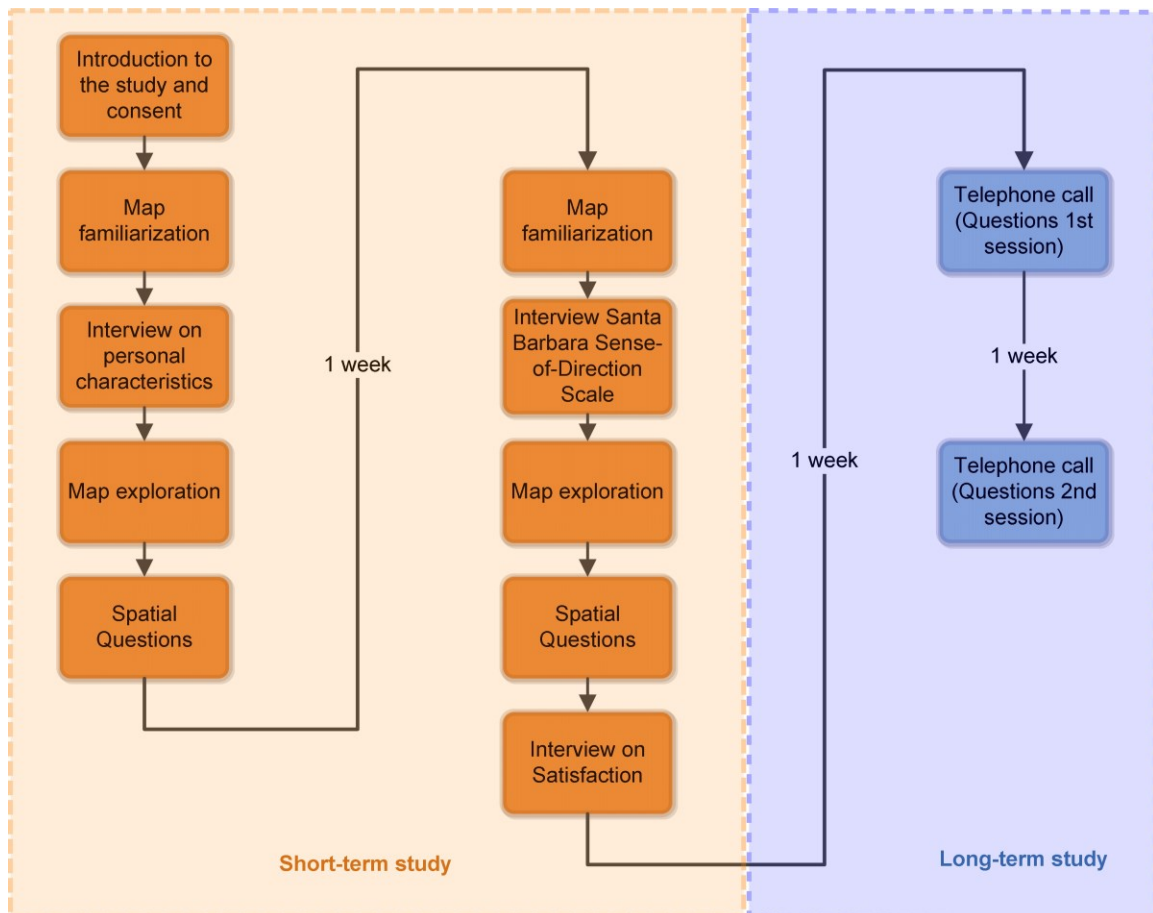 Introduction to
the study and
consent
Map
familiarization
Interview on
personal
characteristics
Map exploration
Spatial
Questions
1 week
Map
familiarization
Interview Santa
Barbara Sense-
of-Direction
Scale
Map exploration
Spatial
Questions
Interview on
Satisfaction
Short-term study
1 week
Telephone call
(Questions 1st
session)
1 week
Telephone call
(Questions 2nd
session)
Long-term study